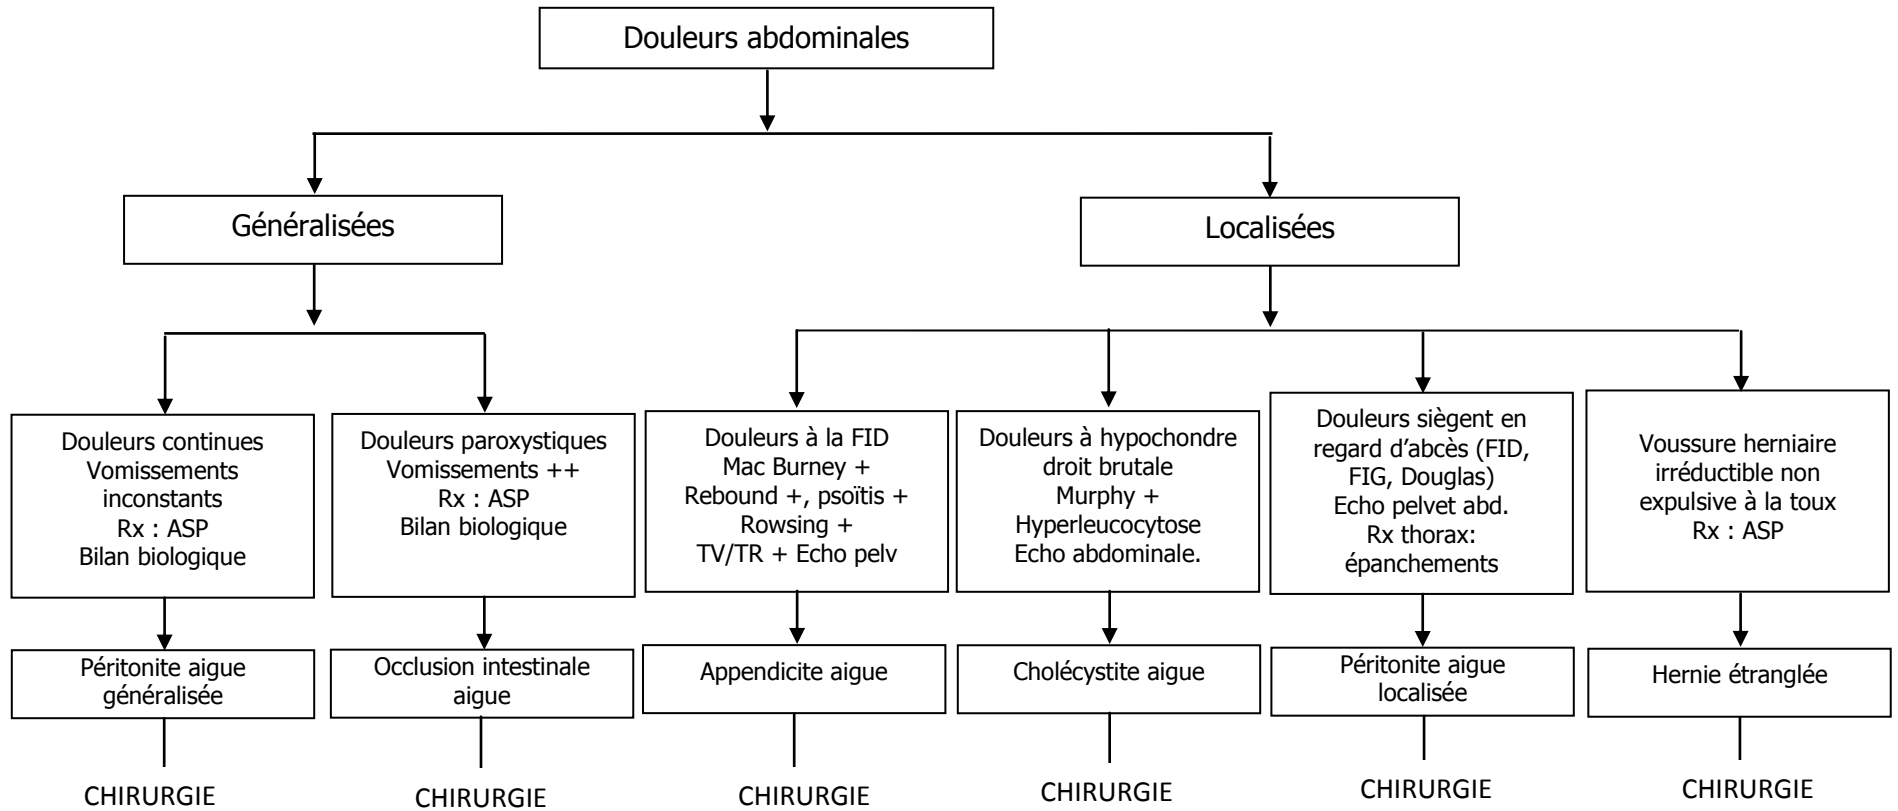 Douleurs abdominales
Généralisées
Localisées
Douleurs continues
Vomissements
inconstants
Rx : ASP
Bilan biologique
Douleurs paroxystiques
Vomissements ++
Rx : ASP
Bilan biologique
Douleurs à la FID
Mac Burney +
Rebound +, psoïtis +
Rowsing +
TV/TR + Echo pelv
Douleurs à hypochondre
droit brutale
Murphy +
Hyperleucocytose
Echo abdominale.
Douleurs siègent en
regard d’abcès (FID,
FIG, Douglas)
Echo pelvet abd.
Rx thorax:
épanchements
Voussure herniaire
irréductible non
expulsive à la toux
Rx : ASP
Péritonite aigue
généralisée
Occlusion intestinale
aigue
Appendicite aigue
Cholécystite aigue
Péritonite aigue
localisée
Hernie étranglée
CHIRURGIE
CHIRURGIE
CHIRURGIE
CHIRURGIE
CHIRURGIE
CHIRURGIE